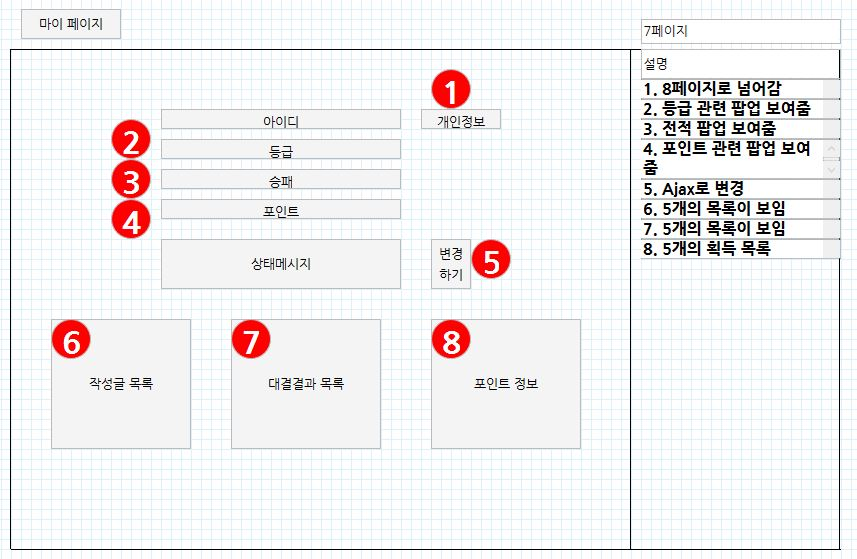 마이 페이지
7페이지
설명
1. 8페이지로 넘어감
2. 등급 관련 팝업 보여줌
3. 전적 팝업 보여줌
4. 포인트 관련 팝업 보여
줌
5. Ajax로 변경
6. 5개의 목록이 보임
7. 5개의 목록이 보임
8. 5개의 획득 목록
1
아이디
개인정보
2
등급
3
승패
4
포인트
상태메시지
변경
하기
5
6
7
8
작성글 목록
대결결과 목록
포인트 정보